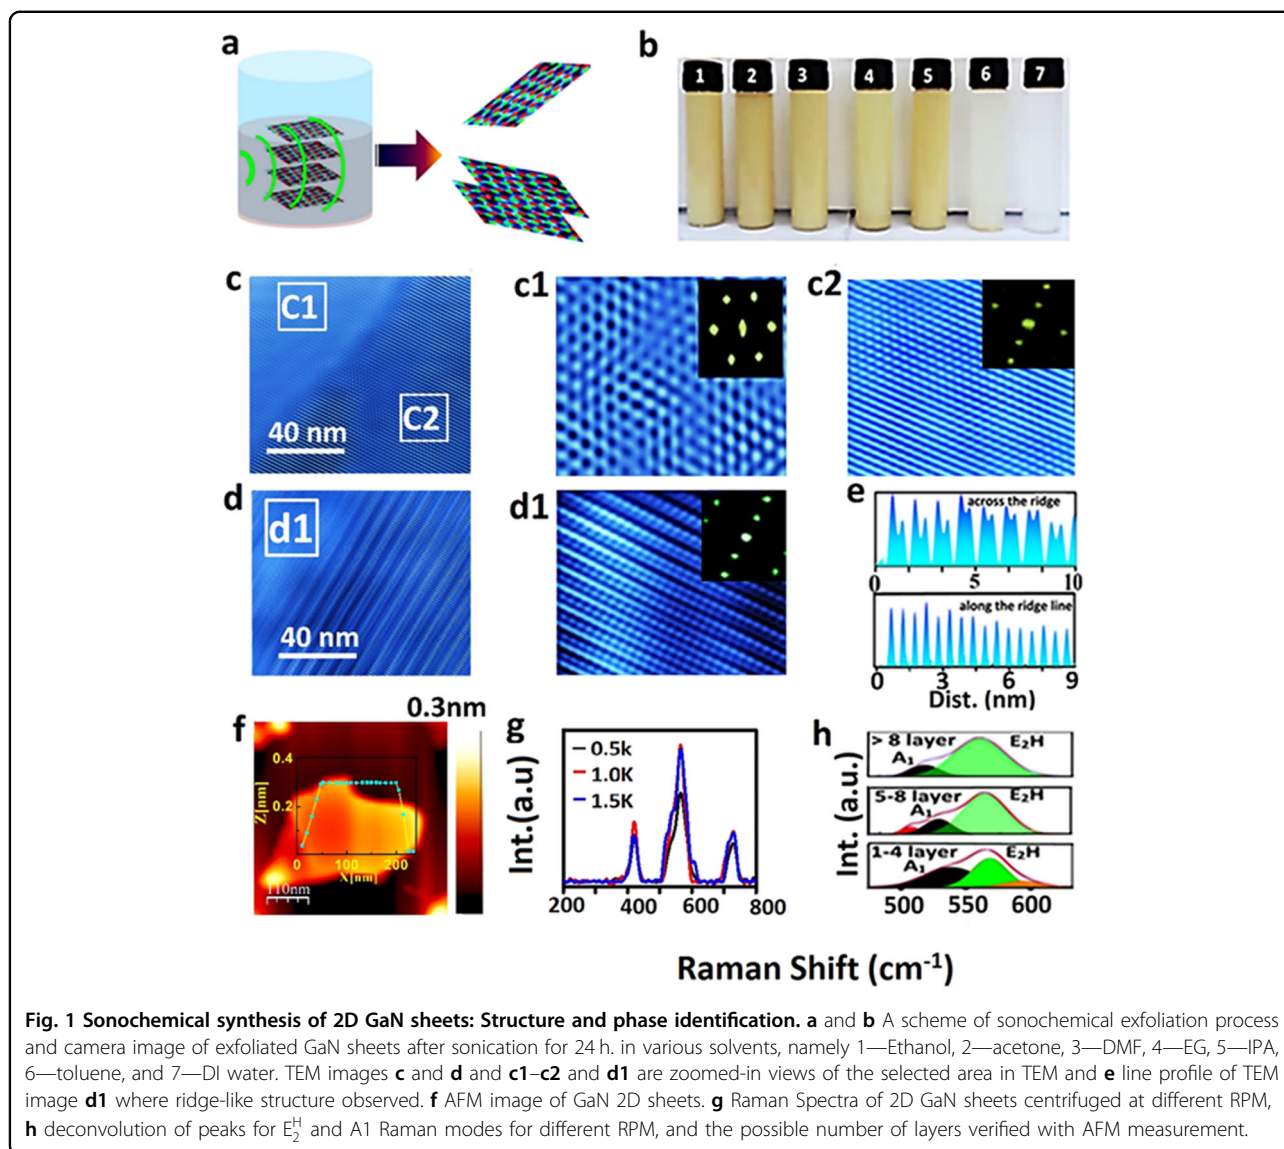 a
b
1 2 3 4 5 6 7
c
C1
C2
40 nm
c1
c2
d
d1
40 nm
d1
e
across the ridge
0 5 10
along the ridge line
0 3 6 9
Dist. (nm)
f
0.3nm
0.4
0.2
Z[nm]
0 100 200
X[nm]
110nm
g
0.5k
1.0K
1.5K
Int.(a.u)
200 400 600 800
h
> 8 layer
A₁
E₂H
5-8 layer
A₁
E₂H
1-4 layer
A₁
E₂H
Int. (a.u.)
500 550 600
Raman Shift (cm⁻¹)
Fig. 1 Sonochemical synthesis of 2D GaN sheets: Structure and phase identification. a and b A scheme of sonochemical exfoliation process
and camera image of exfoliated GaN sheets after sonication for 24 h. in various solvents, namely 1—Ethanol, 2—acetone, 3—DMF, 4—EG, 5—IPA,
6—toluene, and 7—DI water. TEM images c and d and c1–c2 and d1 are zoomed-in views of the selected area in TEM and e line profile of TEM
image d1 where ridge-like structure observed. f AFM image of GaN 2D sheets. g Raman Spectra of 2D GaN sheets centrifuged at different RPM,
h deconvolution of peaks for E₂ᴴ and A1 Raman modes for different RPM, and the possible number of layers verified with AFM measurement.